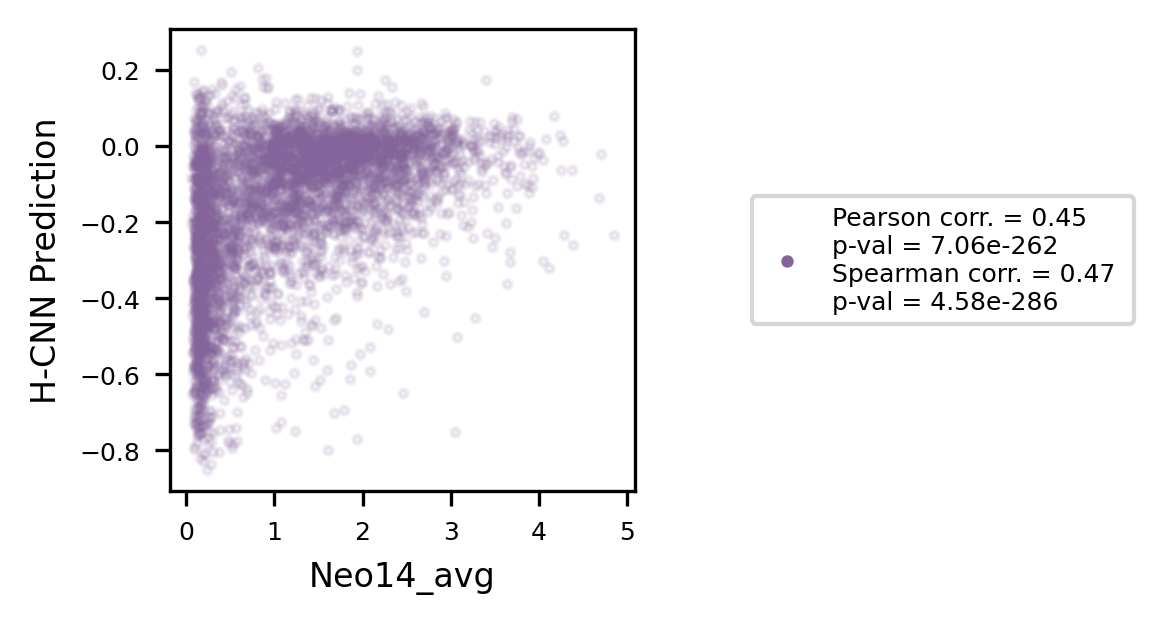 0.2
0.0
−0.2
−0.4
−0.6
−0.8
H-CNN Prediction
0 1 2 3 4 5
Neo14_avg
Pearson corr. = 0.45
p-val = 7.06e-262
Spearman corr. = 0.47
p-val = 4.58e-286